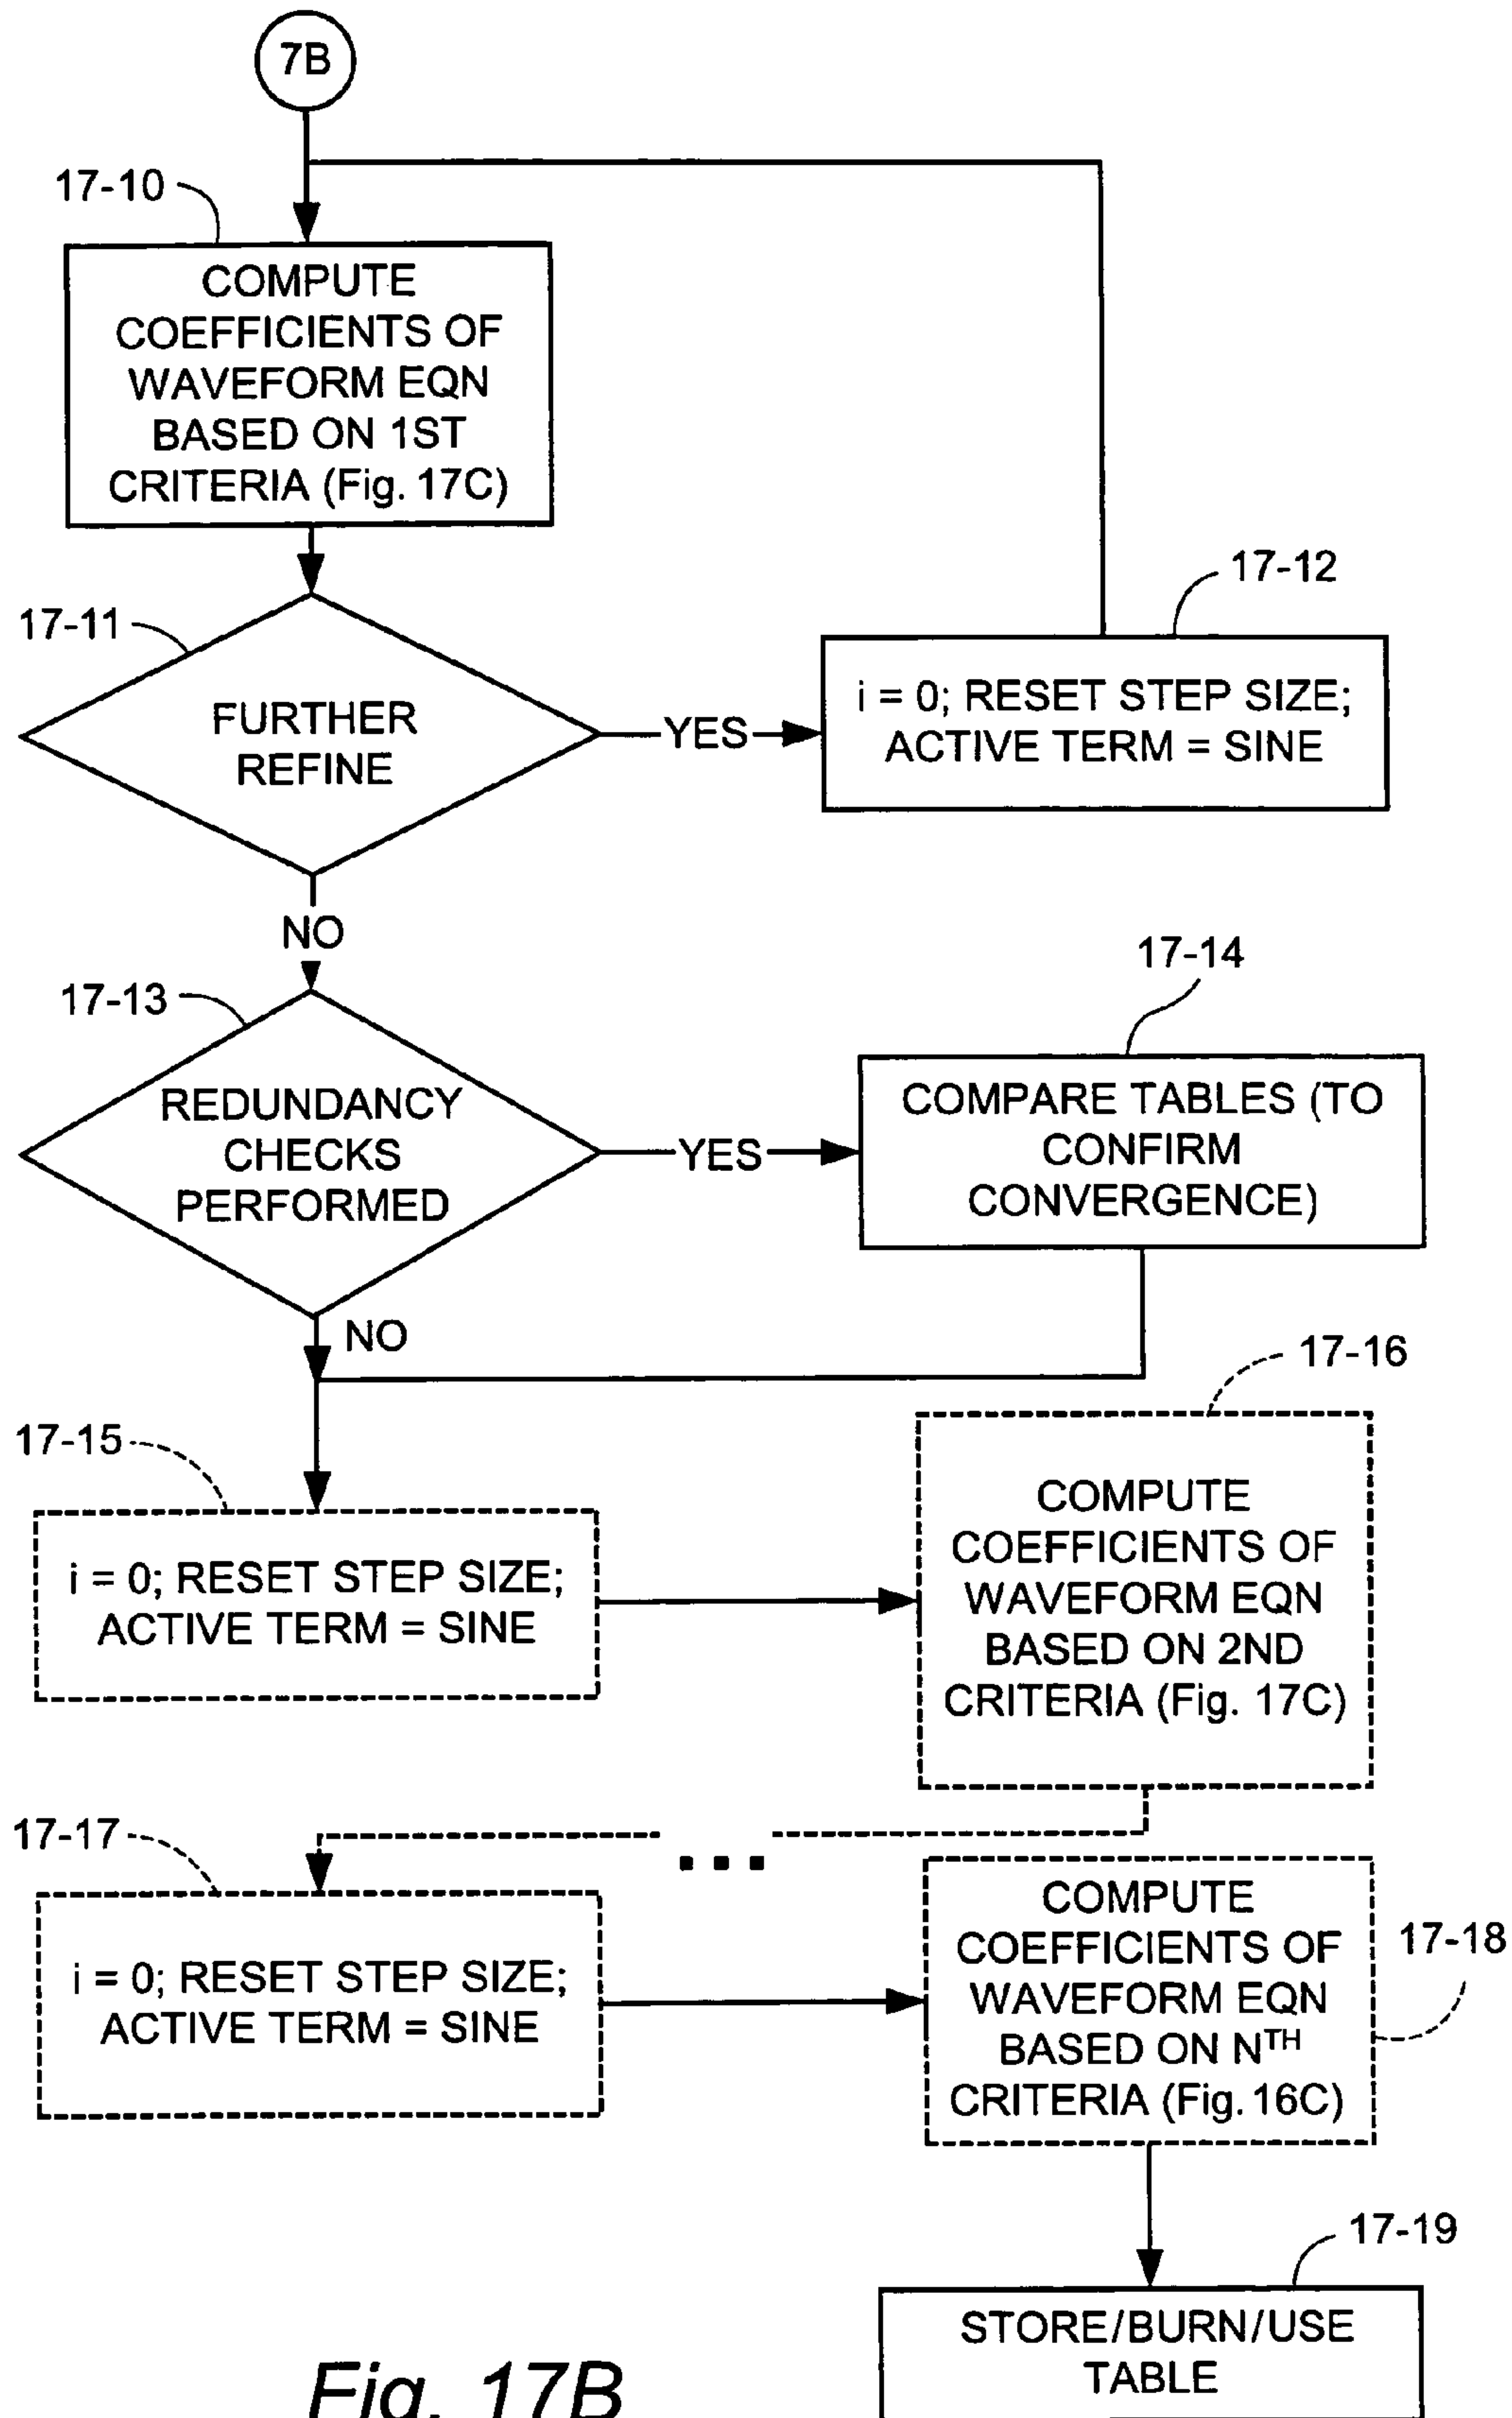 7B
17-10
COMPUTE
COEFFICIENTS OF
WAVEFORM EQN
BASED ON 1ST
CRITERIA (Fig. 17C)
17-11
FURTHER
REFINE
YES
17-12
i = 0; RESET STEP SIZE;
ACTIVE TERM = SINE
NO
17-13
REDUNDANCY
CHECKS
PERFORMED
YES
17-14
COMPARE TABLES (TO
CONFIRM
CONVERGENCE)
NO
17-15
i = 0; RESET STEP SIZE;
ACTIVE TERM = SINE
17-16
COMPUTE
COEFFICIENTS OF
WAVEFORM EQN
BASED ON 2ND
CRITERIA (Fig. 17C)
...
17-17
i = 0; RESET STEP SIZE;
ACTIVE TERM = SINE
17-18
COMPUTE
COEFFICIENTS OF
WAVEFORM EQN
BASED ON NTH
CRITERIA (Fig. 16C)
17-19
STORE/BURN/USE
TABLE
Fig. 17B